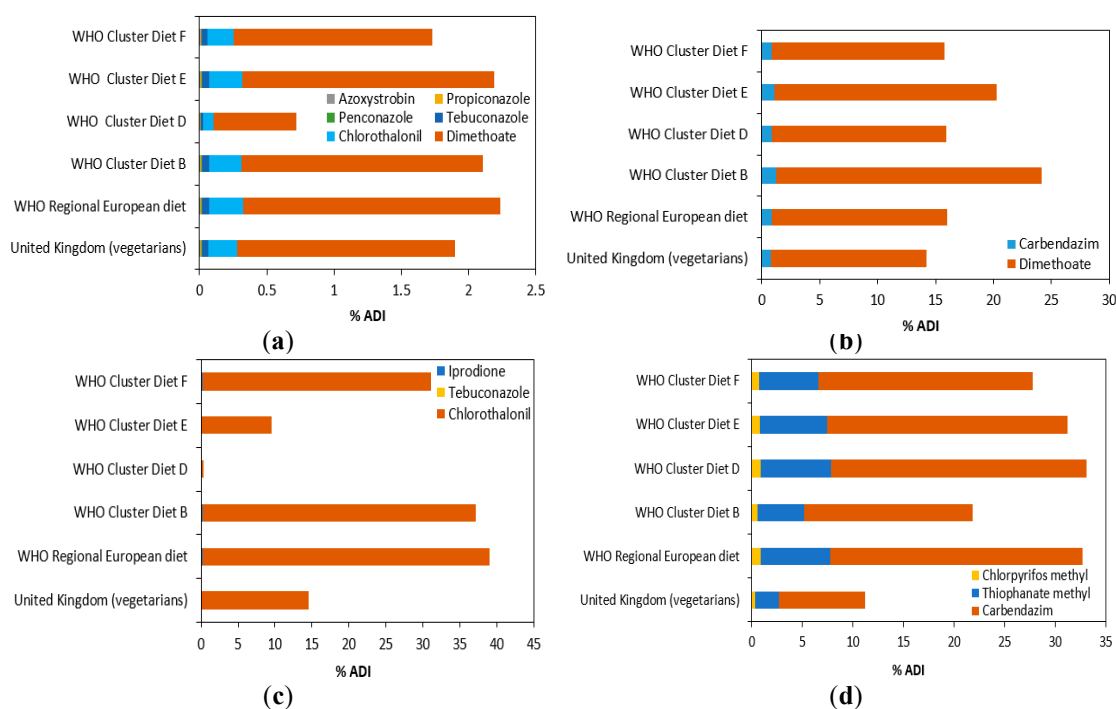 WHO Cluster Diet F
WHO  Cluster Diet E
WHO  Cluster Diet D
WHO Cluster Diet B
WHO Regional European diet
United Kingdom (vegetarians)
Azoxystrobin Propiconazole
Penconazole Tebuconazole
Chlorothalonil Dimethoate
0 0.5 1 1.5 2 2.5
% ADI
(a)
WHO Cluster Diet F
WHO Cluster Diet E
WHO Cluster Diet D
WHO Cluster Diet B
WHO Regional European diet
United Kingdom (vegetarians)
Carbendazim
Dimethoate
0 5 10 15 20 25 30
% ADI
(b)
WHO Cluster Diet F
WHO Cluster Diet E
WHO Cluster Diet D
WHO Cluster Diet B
WHO Regional European diet
United Kingdom (vegetarians)
Iprodione
Tebuconazole
Chlorothalonil
0 5 10 15 20 25 30 35 40 45
% ADI
(c)
WHO Cluster Diet F
WHO Cluster Diet E
WHO Cluster Diet D
WHO Cluster Diet B
WHO Regional European diet
United Kingdom (vegetarians)
Chlorpyrifos methyl
Thiophanate methyl
Carbendazim
0 5 10 15 20 25 30 35
% ADI
(d)